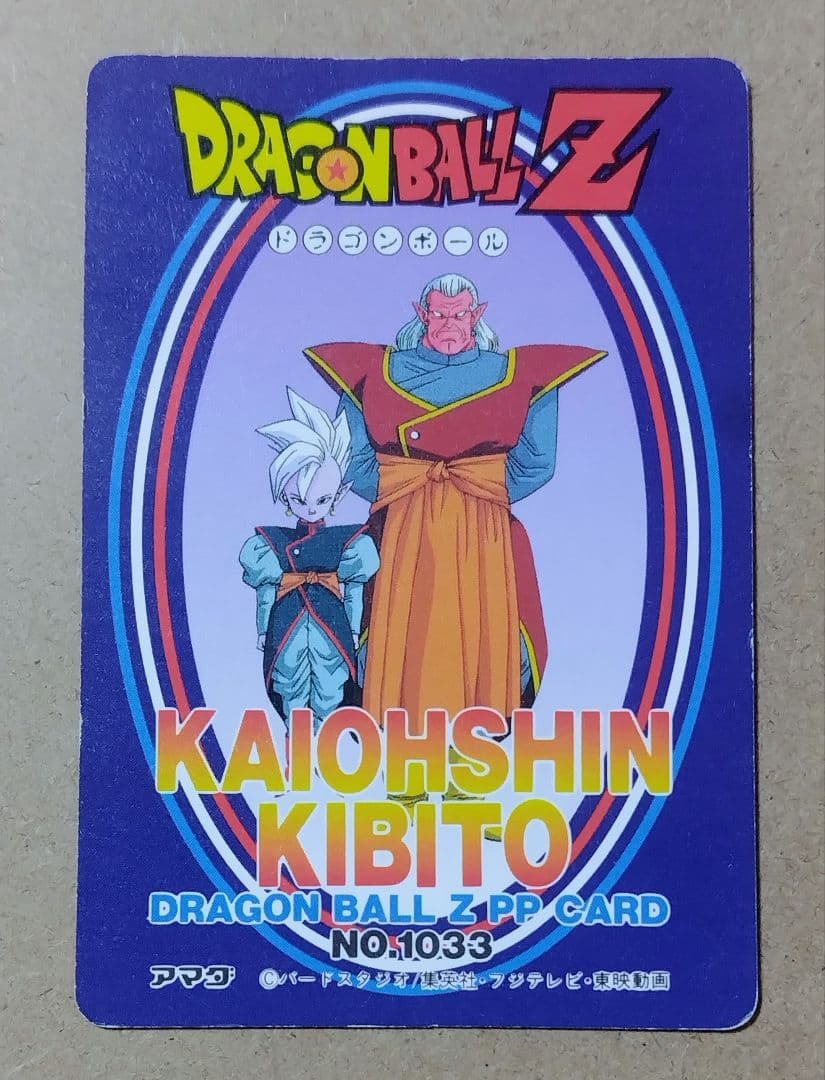 DRAGON BALL Z
ドラゴンボール
KAIOHSHIN
KIBITO
DRAGON BALL Z PP CARD
NO.1033
アマダ ©バードスタジオ/集英社・フジテレビ・東映動画